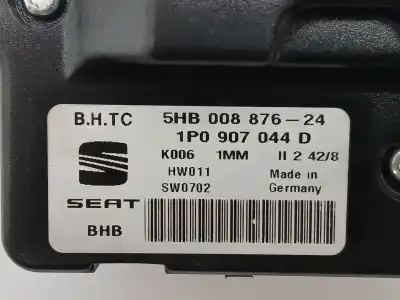 B.H.TC 5HB 008 876-24
1P0 907 044 D
K006 1MM II 2 42/8
HW011 Made in
SW0702 Germany
SEAT
BHB